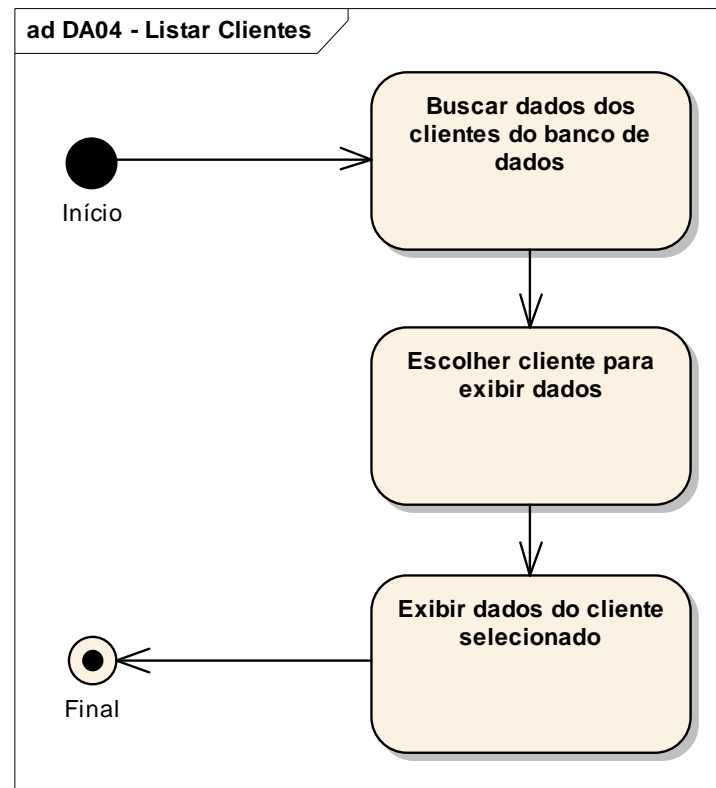 ad DA04 - Listar Clientes
Buscar dados dos
clientes do banco de
dados
Início
Escolher cliente para
exibir dados
Exibir dados do cliente
selecionado
Final